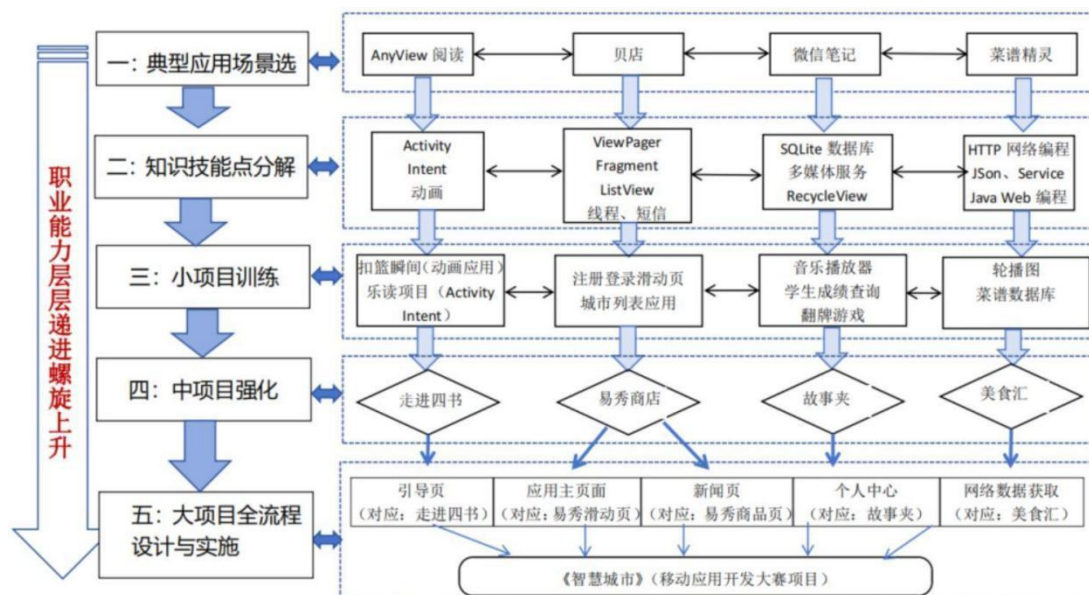 职业能力层层递进螺旋上升
一：典型应用场景选
AnyView 阅读
贝店
微信笔记
菜谱精灵
二：知识技能点分解
Activity
Intent
动画
ViewPager
Fragment
ListView
线程、短信
SQLite 数据库
多媒体服务
RecycleView
HTTP 网络编程
JSon、Service
Java Web 编程
三：小项目训练
扣篮瞬间（动画应用）
乐读项目（Activity
Intent）
注册登录滑动页
城市列表应用
音乐播放器
学生成绩查询
翻牌游戏
轮播图
菜谱数据库
四：中项目强化
走进四书
易秀商店
故事夹
美食汇
五：大项目全流程
设计与实施
引导页
（对应：走进四书）
应用主页面
（对应：易秀滑动页）
新闻页
（对应：易秀商品页）
个人中心
（对应：故事夹）
网络数据获取
（对应：美食汇）
《智慧城市》（移动应用开发大赛项目）